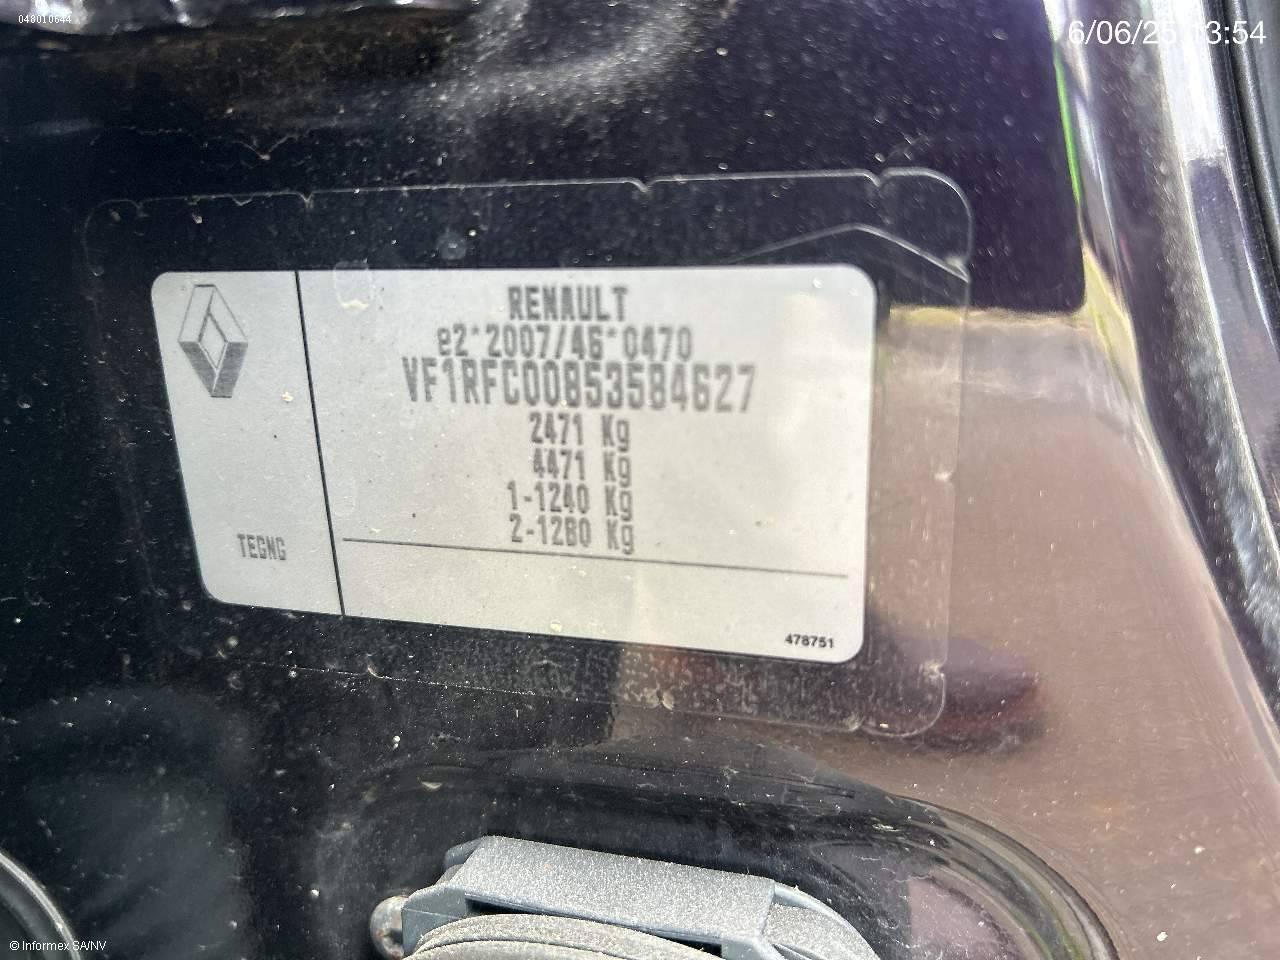 048010644
6/06/25 13:54
RENAULT
e2*2007/46*0470
VF1RFC00853584627
2471 Kg
4471 Kg
1-1240 Kg
2-1280 Kg
TEGNG
478751
© Informex SA/NV